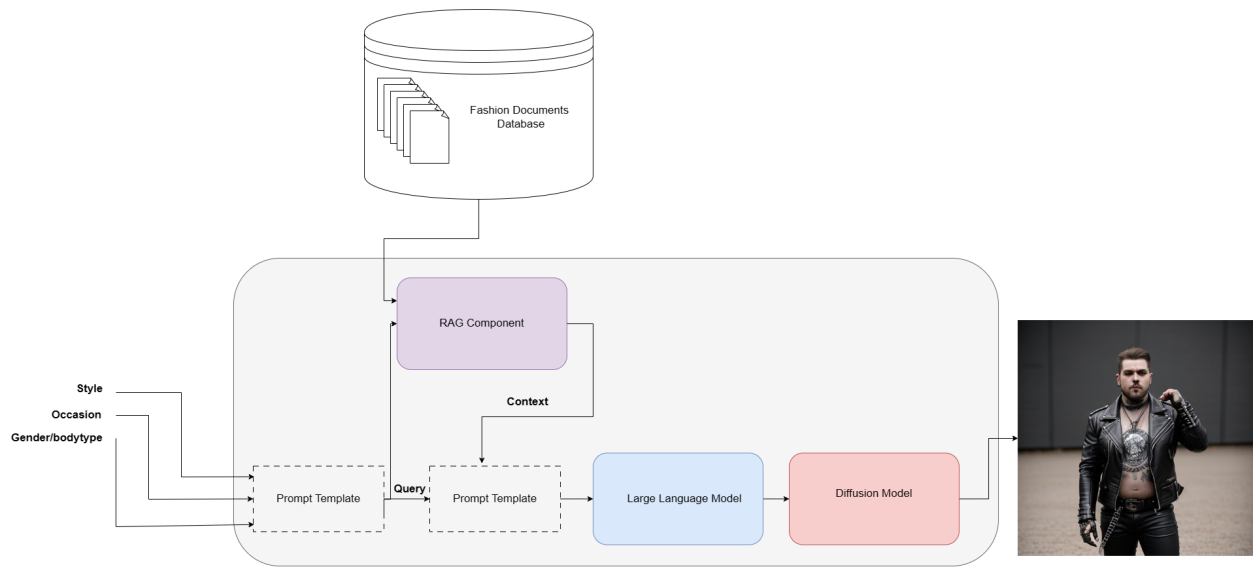 Fashion Documents
Database
RAG Component
Style
Occasion
Gender/bodytype
Context
Prompt Template
Query
Prompt Template
Large Language Model
Diffusion Model